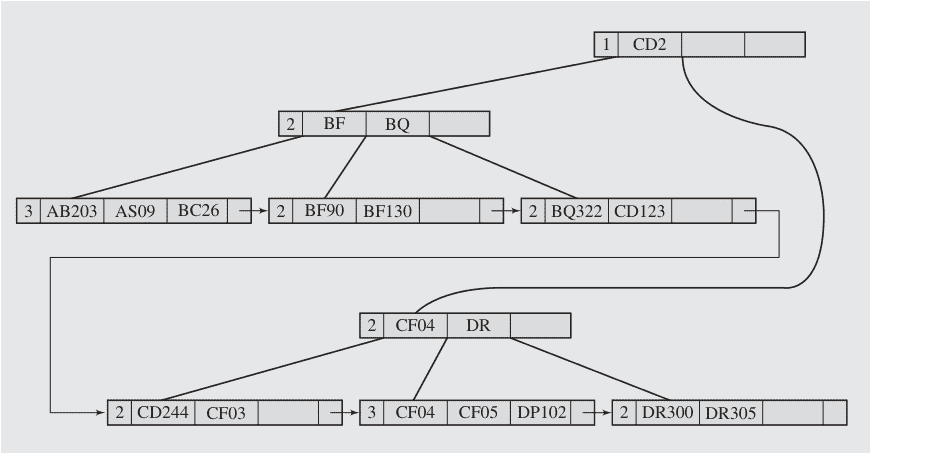 1 CD2
2 BF BQ
3 AB203 AS09 BC26 2 BF90 BF130 2 BQ322 CD123
2 CF04 DR
2 CD244 CF03 3 CF04 CF05 DP102 2 DR300 DR305